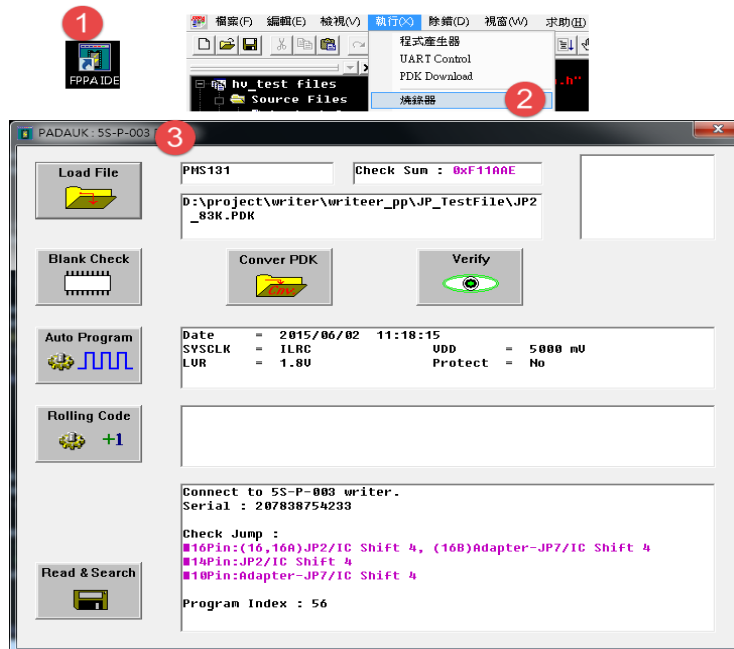 1
FPPA IDE
檔案(F) 編輯(E) 檢視(V) 執行(X) 除錯(D) 視窗(W) 求助(H)
程式產生器
UART Control
PDK Download
燒錄器
2
.h"
hv_test files
Source Files
PADAUK : 5S-P-003
3
Load File
PMS131
Check Sum : 0xF11AAE
D:\project\writer\writeer_pp\JP_TestFile\JP2
_83K.PDK
Blank Check
Conver PDK
Cnv.
Verify
Auto Program
Date = 2015/06/02 11:18:15
SYSCLK = ILRC VDD = 5000 mV
LVR = 1.8V Protect = No
Rolling Code
+1
Connect to 5S-P-003 writer.
Serial : 207838754233
Check Jump :
■16Pin:(16,16A)JP2/IC Shift 4, (16B)Adapter-JP7/IC Shift 4
■14Pin:JP2/IC Shift 4
■10Pin:Adapter-JP7/IC Shift 4
Read & Search
Program Index : 56